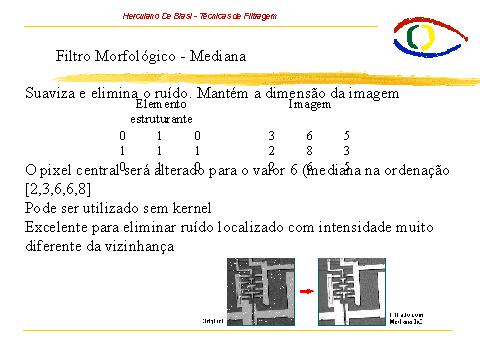 Herculano De Biasi - Técnicas de Filtragem
Filtro Morfológico - Mediana
Suaviza e elimina o ruído. Mantém a dimensão da imagem
Elemento estruturante Imagem
0 1 0 3 6 5
1 1 1 2 8 3
0 1 0 2 6 5
O pixel central será alterado para o valor 6 (mediana na ordenação
[2,3,6,6,8]
Pode ser utilizado sem kernel
Excelente para eliminar ruído localizado com intensidade muito
diferente da vizinhança
Original
Filtrado com
Mediana 3x3